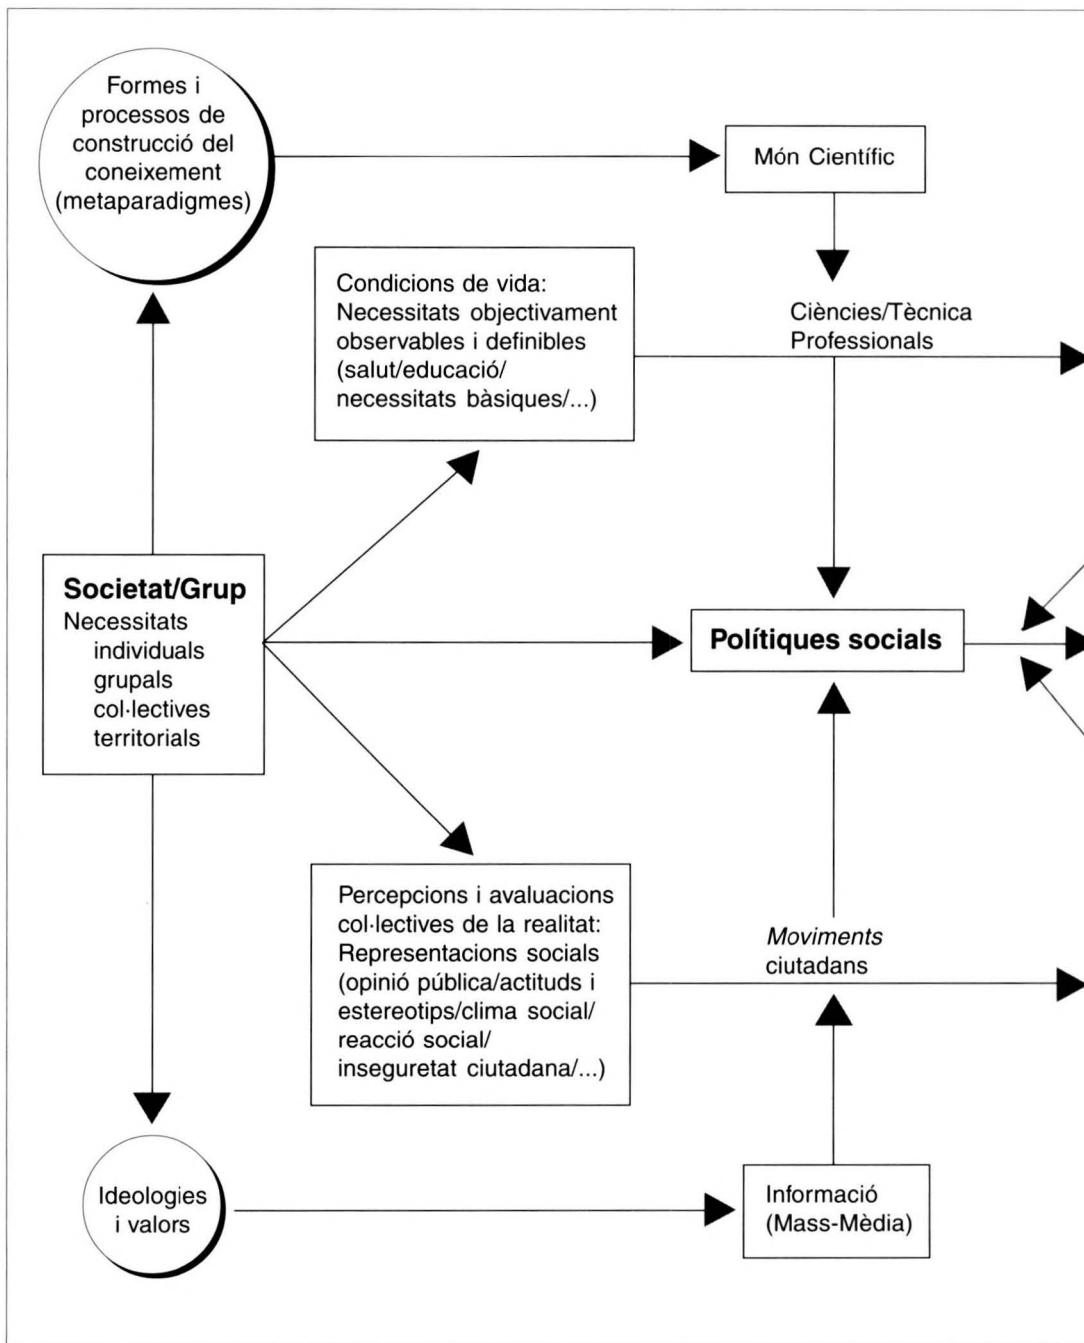 Formes i
processos de
construcció del
coneixement
(metaparadigmes)
Món Científic
Condicions de vida:
Necessitats objectivament
observables i definibles
(salut/educació/
necessitats bàsiques/...)
Ciències/Tècnica
Professionals
Societat/Grup
Necessitats
individuals
grupals
col·lectives
territorials
Polítiques socials
Percepcions i avaluacions
col·lectives de la realitat:
Representacions socials
(opinió pública/actituds i
estereotips/clima social/
reacció social/
inseguretat ciutadana/...)
Moviments
ciutadans
Ideologies
i valors
Informació
(Mass-Mèdia)